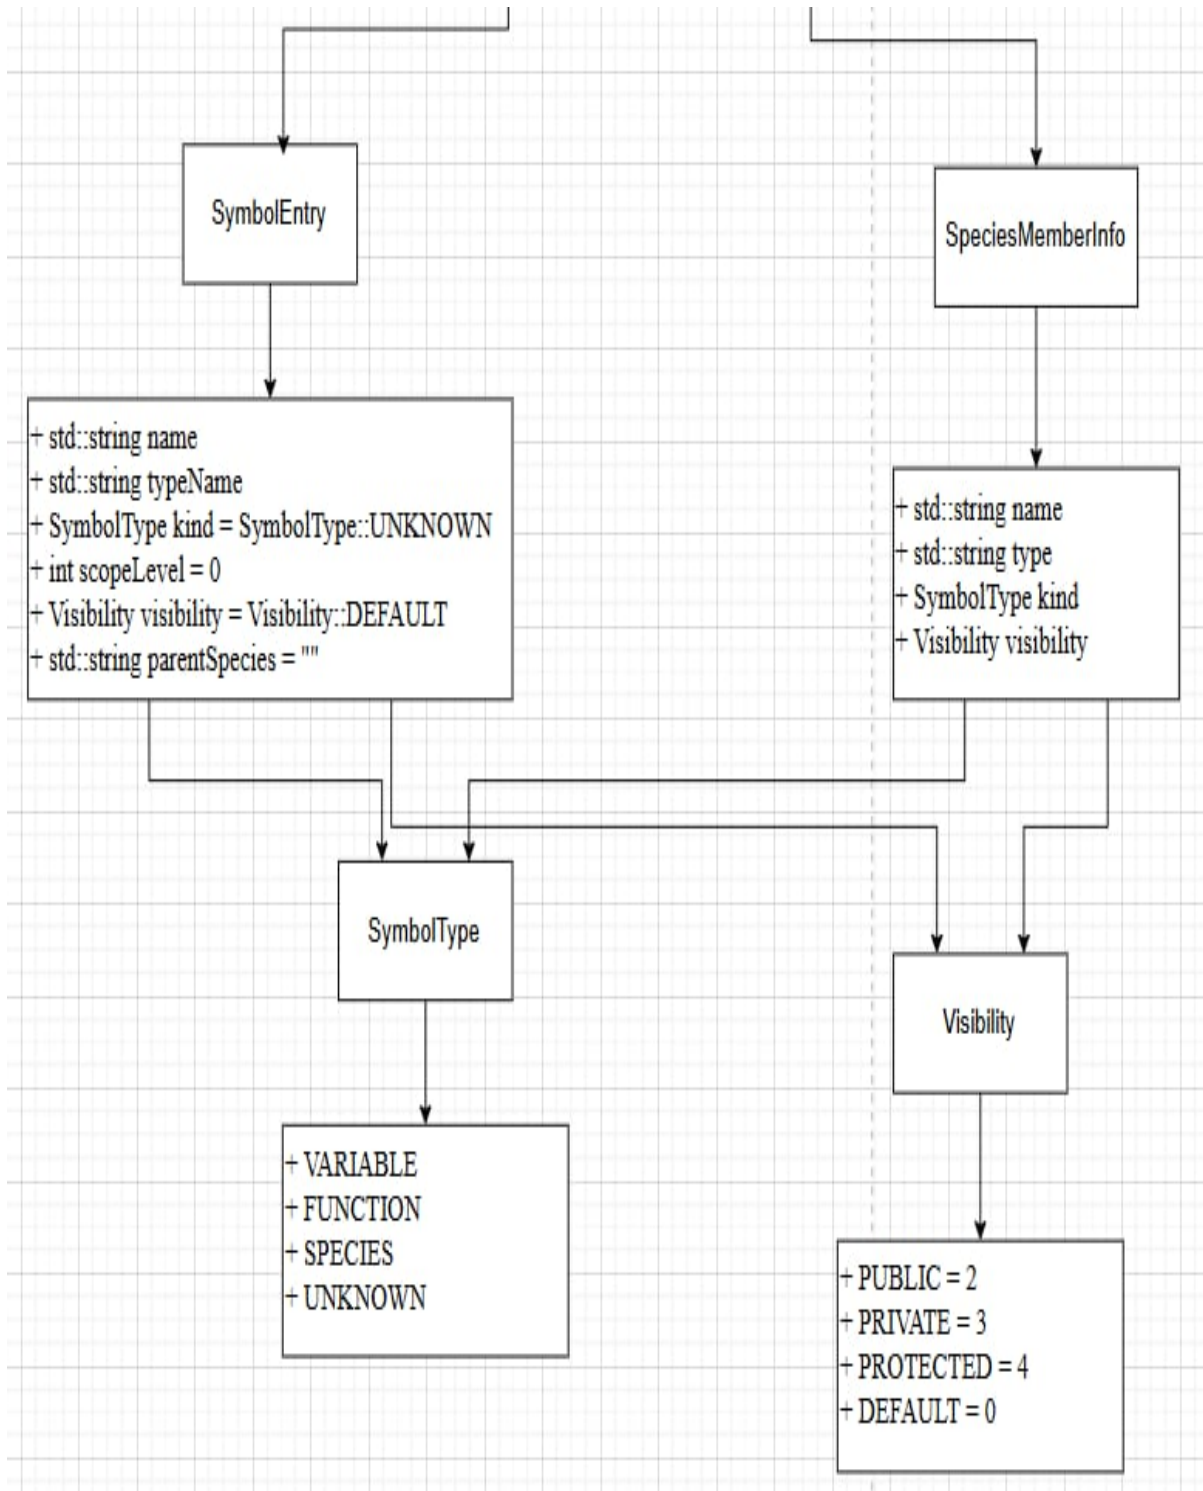 SymbolEntry
SpeciesMemberInfo
+ std::string name
+ std::string typeName
+ SymbolType kind = SymbolType::UNKNOWN
+ int scopeLevel = 0
+ Visibility visibility = Visibility::DEFAULT
+ std::string parentSpecies = ""
+ std::string name
+ std::string type
+ SymbolType kind
+ Visibility visibility
SymbolType
Visibility
+ VARIABLE
+ FUNCTION
+ SPECIES
+ UNKNOWN
+ PUBLIC = 2
+ PRIVATE = 3
+ PROTECTED = 4
+ DEFAULT = 0